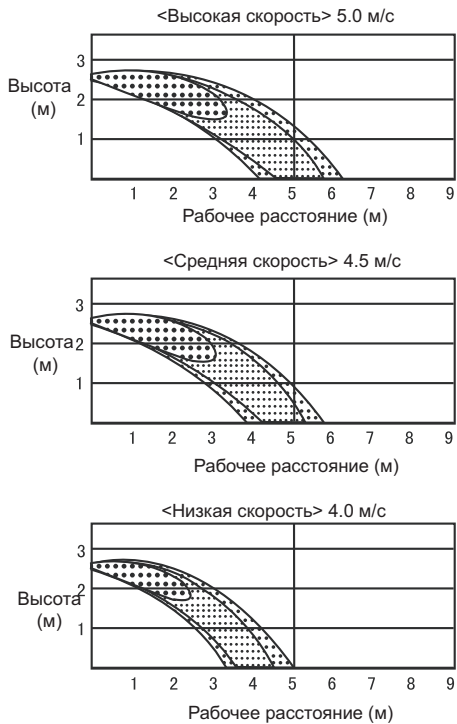 <Высокая скорость> 5.0 м/с
3
Высота
(м)
2
1
1 2 3 4 5 6 7 8 9
Рабочее расстояние (м)
<Средняя скорость> 4.5 м/с
3
Высота 2
(м)
1
1 2 3 4 5 6 7 8 9
Рабочее расстояние (м)
<Низкая скорость> 4.0 м/с
3
2
Высота
(м)
1
1 2 3 4 5 6 7 8 9
Рабочее расстояние (м)